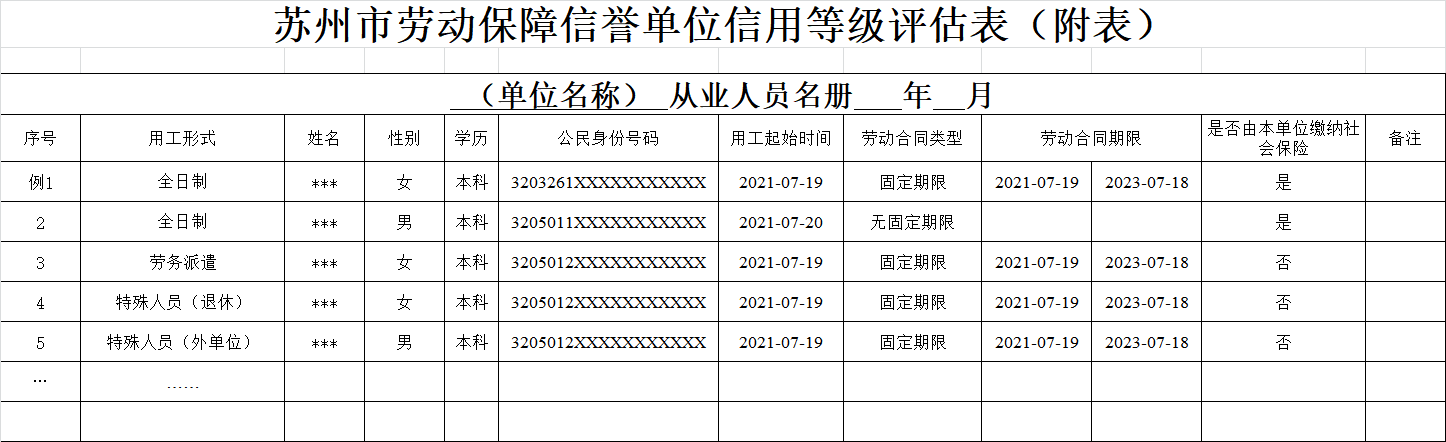 苏州市劳动保障信誉单位信用等级评估表（附表）
（单位名称） 从业人员名册___年__月
序号 用工形式 姓名 性别 学历 公民身份号码 用工起始时间 劳动合同类型 劳动合同期限 是否由本单位缴纳社会保险 备注
例1 全日制 *** 女 本科 3203261XXXXXXXXXXX 2021-07-19 固定期限 2021-07-19 2023-07-18 是
2 全日制 *** 男 本科 3205011XXXXXXXXXXX 2021-07-20 无固定期限 是
3 劳务派遣 *** 女 本科 3205012XXXXXXXXXXX 2021-07-19 固定期限 2021-07-19 2023-07-18 否
4 特殊人员（退休） *** 女 本科 3205012XXXXXXXXXXX 2021-07-19 固定期限 2021-07-19 2023-07-18 否
5 特殊人员（外单位） *** 男 本科 3205012XXXXXXXXXXX 2021-07-19 固定期限 2021-07-19 2023-07-18 否
… ……